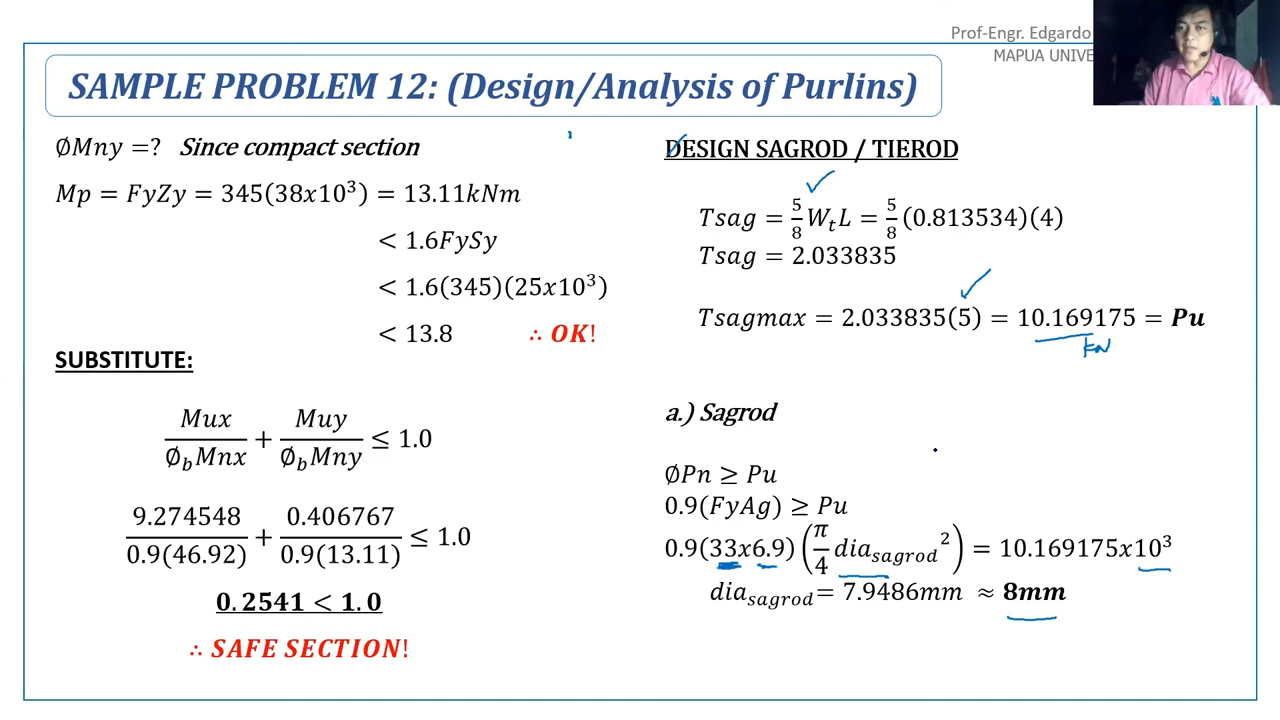 Prof-Engr. Edgardo
MAPUA UNIVE
SAMPLE PROBLEM 12: (Design/Analysis of Purlins)
∅Mny =? Since compact section
Mp = FyZy = 345(38x10³) = 13.11kNm
< 1.6FySy
< 1.6(345)(25x10³)
< 13.8 ∴ OK!
SUBSTITUTE:
Mux/∅bMnx + Muy/∅bMny ≤ 1.0
9.274548/0.9(46.92) + 0.406767/0.9(13.11) ≤ 1.0
0.2541 < 1.0
∴ SAFE SECTION!
DESIGN SAGROD / TIEROD
Tsag = 5/8 WtL = 5/8 (0.813534)(4)
Tsag = 2.033835
Tsagmax = 2.033835(5) = 10.169175 = Pu
kN
a.) Sagrod
∅Pn ≥ Pu
0.9(FyAg) ≥ Pu
0.9(33x6.9)(π/4 dia sagrod²) = 10.169175x10³
dia sagrod = 7.9486mm ≈ 8mm